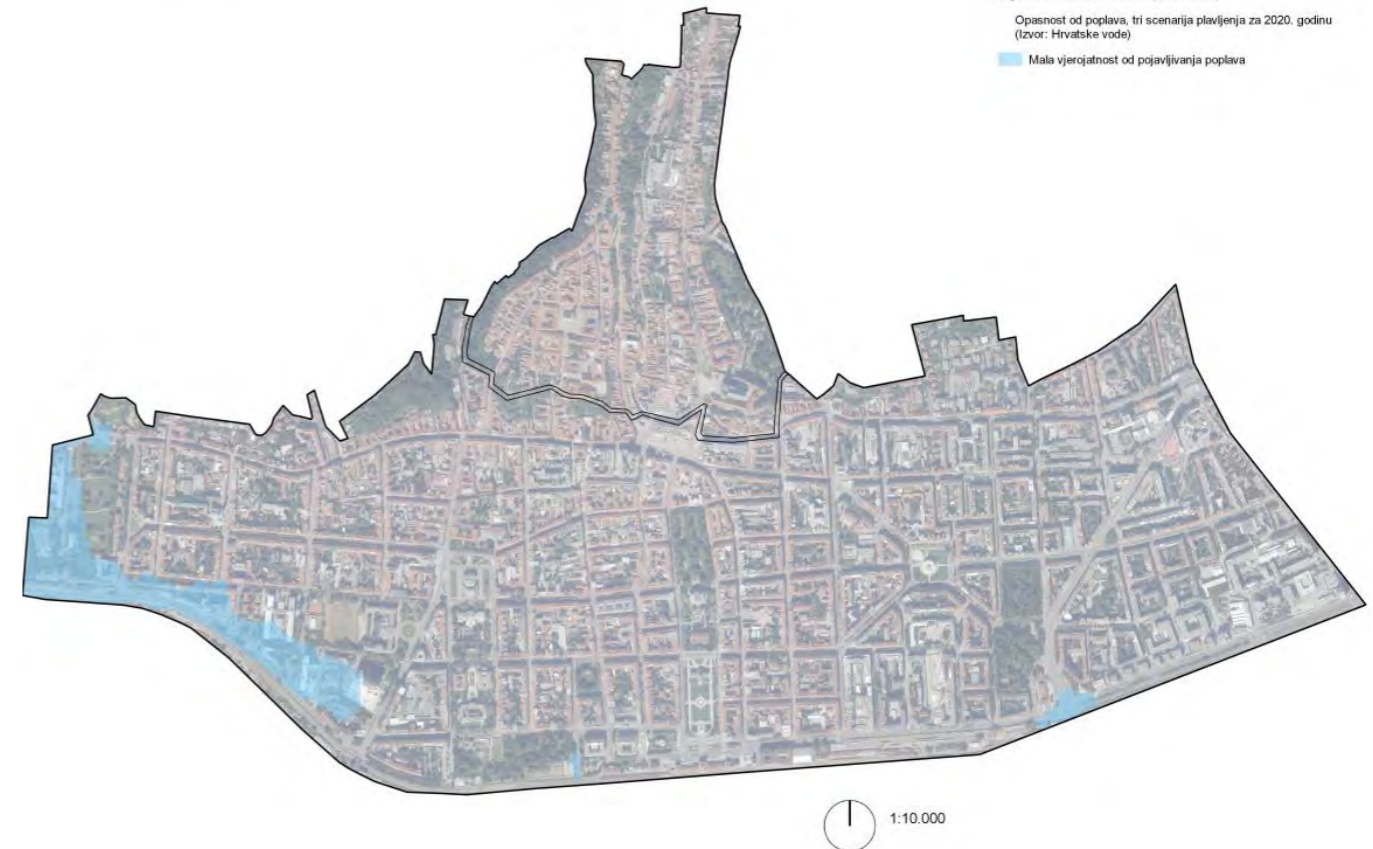 Opasnost od poplava, tri scenarija plavljenja za 2020. godinu
(Izvor: Hrvatske vode)
Mala vjerojatnost od pojavljivanja poplava
1:10.000